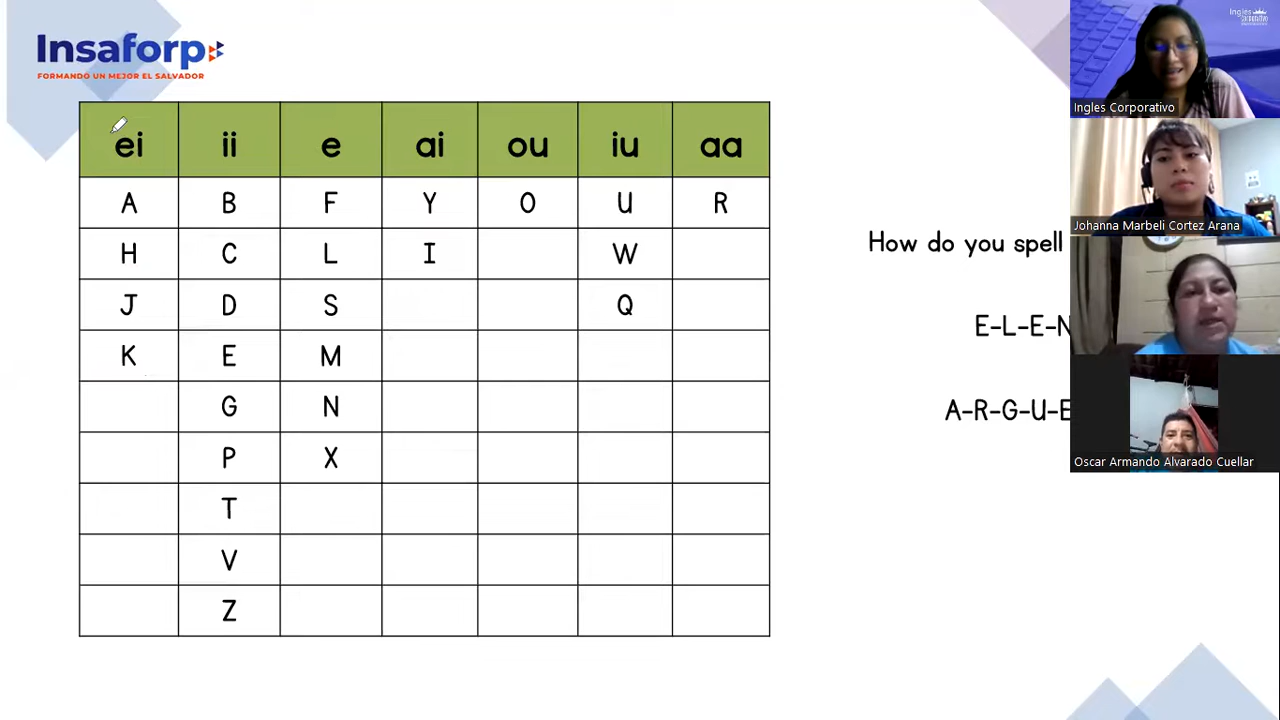 Insaforp
FORMANDO UN MEJOR EL SALVADOR
ei ii e ai ou iu aa
A B F Y O U R
H C L I W
J D S Q
K E M
G N
P X
T
V
Z
How do you spell
E-L-E-N
A-R-G-U-E
Ingles Corporativo
Johanna Marbeli Cortez Arana
Oscar Armando Alvarado Cuellar